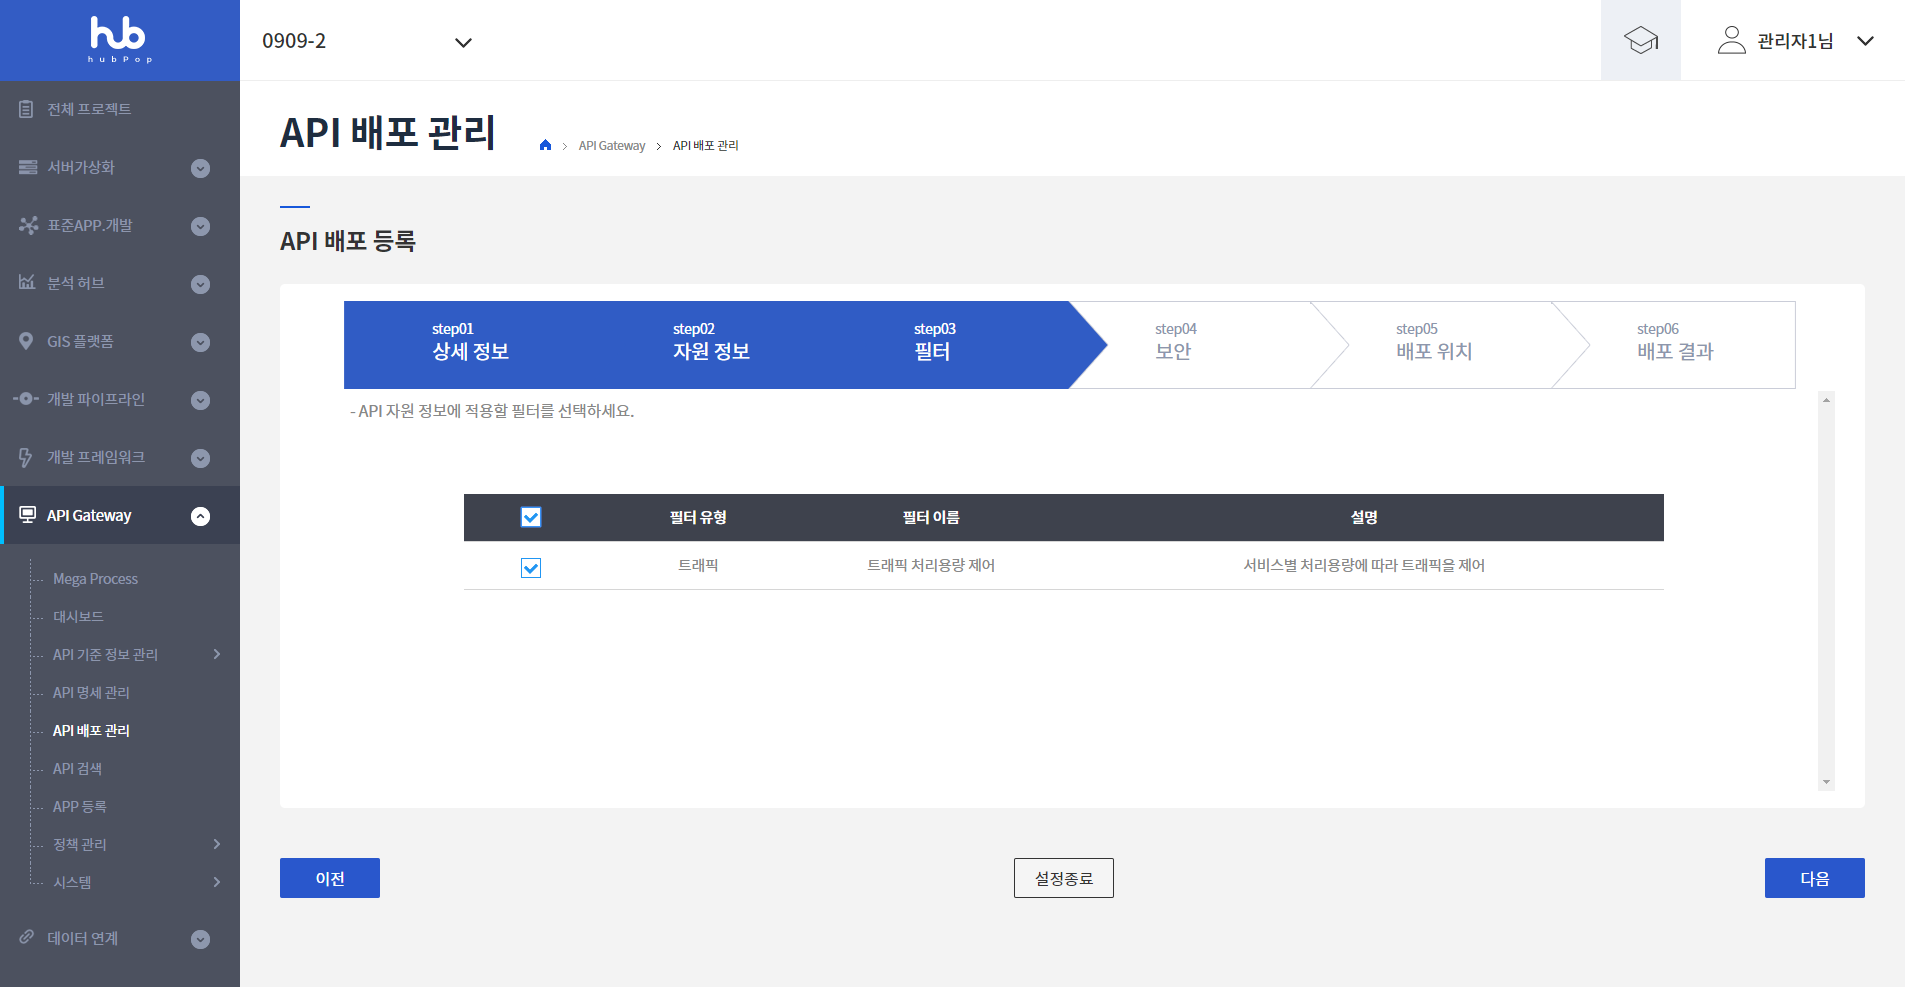 hub
hubPop
0909-2
관리자1님
전체 프로젝트
서버가상화
표준APP.개발
분석 허브
GIS 플랫폼
개발 파이프라인
개발 프레임워크
API Gateway
Mega Process
대시보드
API 기준 정보 관리
API 명세 관리
API 배포 관리
API 검색
APP 등록
정책 관리
시스템
데이터 연계
API 배포 관리
API Gateway
API 배포 관리
API 배포 등록
step01
상세 정보
step02
자원 정보
step03
필터
step04
보안
step05
배포 위치
step06
배포 결과
- API 자원 정보에 적용할 필터를 선택하세요.
필터 유형 필터 이름 설명
트래픽 트래픽 처리용량 제어 서비스별 처리용량에 따라 트래픽을 제어
이전
설정종료
다음